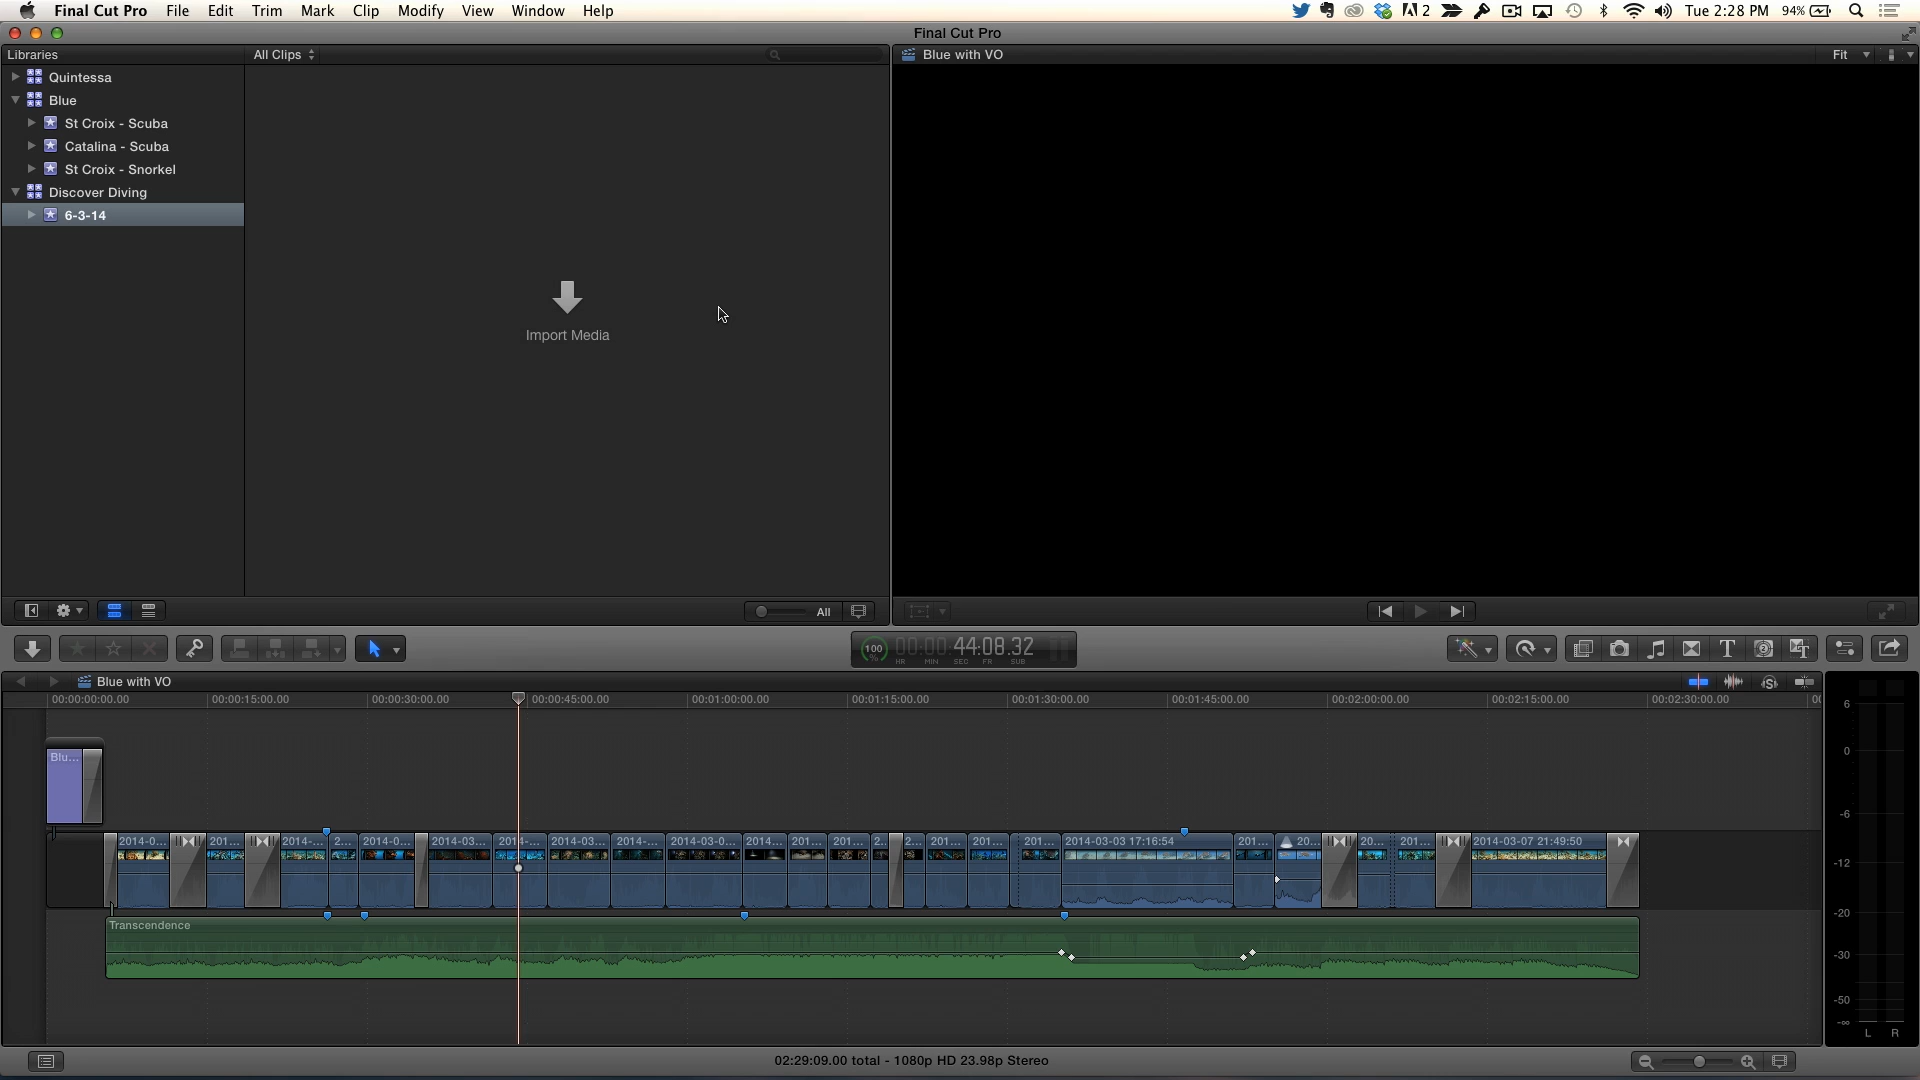 Final Cut Pro File Edit Trim Mark Clip Modify View Window Help 2 Tue 2:28 PM 94%
Final Cut Pro
Libraries All Clips Blue with VO Fit
Quintessa
Blue
St Croix - Scuba
Catalina - Scuba
St Croix - Snorkel
Discover Diving
6-3-14
Import Media
All
100 % 00:00:44:08.32
HR MIN SEC FR SUB
Blue with VO
00:00:00:00.00 00:00:15:00.00 00:00:30:00.00 00:00:45:00.00 00:01:00:00.00 00:01:15:00.00 00:01:30:00.00 00:01:45:00.00 00:02:00:00.00 00:02:15:00.00 00:02:30:00.00 00
6
0
-6
-12
-20
-30
-50
-∞
L R
Blu...
2014-0... 201... 2014-... 2... 2014-0... 2014-03... 2014-... 2014-03... 2014-... 2014-03-0... 2014... 201... 201... 2... 2... 201... 201... 201... 2014-03-03 17:16:54 201... 20... 20... 201... 2014-03-07 21:49:50
Transcendence
02:29:09.00 total - 1080p HD 23.98p Stereo